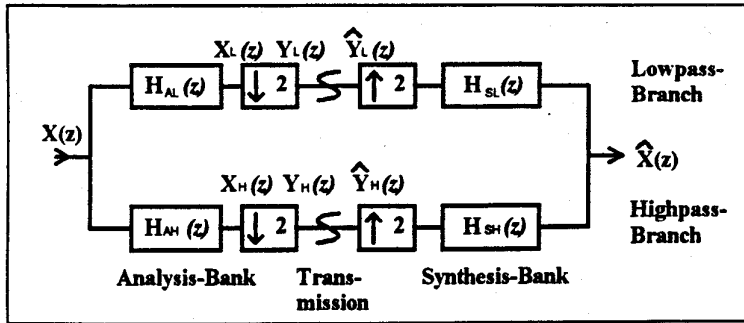 X_L(z) Y_L(z) Ŷ_L(z)
H_AL(z) ↓ 2 ↑ 2 H_SL(z) Lowpass-
Branch
X(z) X̂(z)
X_H(z) Y_H(z) Ŷ_H(z)
H_AH(z) ↓ 2 ↑ 2 H_SH(z) Highpass-
Branch
Analysis-Bank Trans- Synthesis-Bank
mission